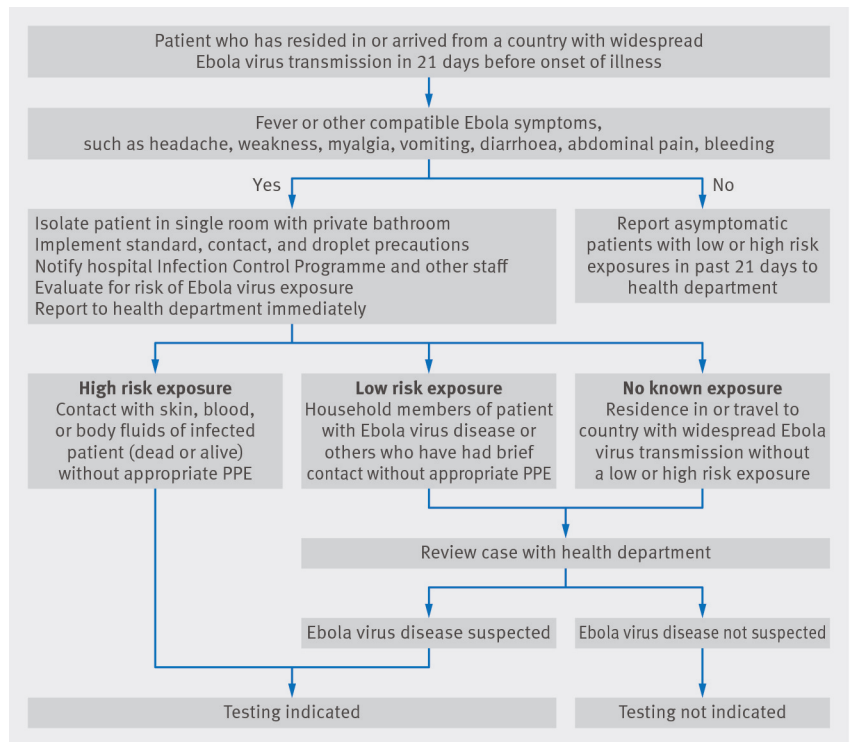 Patient who has resided in or arrived from a country with widespread
Ebola virus transmission in 21 days before onset of illness
Fever or other compatible Ebola symptoms,
such as headache, weakness, myalgia, vomiting, diarrhoea, abdominal pain, bleeding
Yes
No
Isolate patient in single room with private bathroom
Implement standard, contact, and droplet precautions
Notify hospital Infection Control Programme and other staff
Evaluate for risk of Ebola virus exposure
Report to health department immediately
Report asymptomatic
patients with low or high risk
exposures in past 21 days to
health department
High risk exposure
Contact with skin, blood,
or body fluids of infected
patient (dead or alive)
without appropriate PPE
Low risk exposure
Household members of patient
with Ebola virus disease or
others who have had brief
contact without appropriate PPE
No known exposure
Residence in or travel to
country with widespread Ebola
virus transmission without
a low or high risk exposure
Review case with health department
Ebola virus disease suspected
Ebola virus disease not suspected
Testing indicated
Testing not indicated